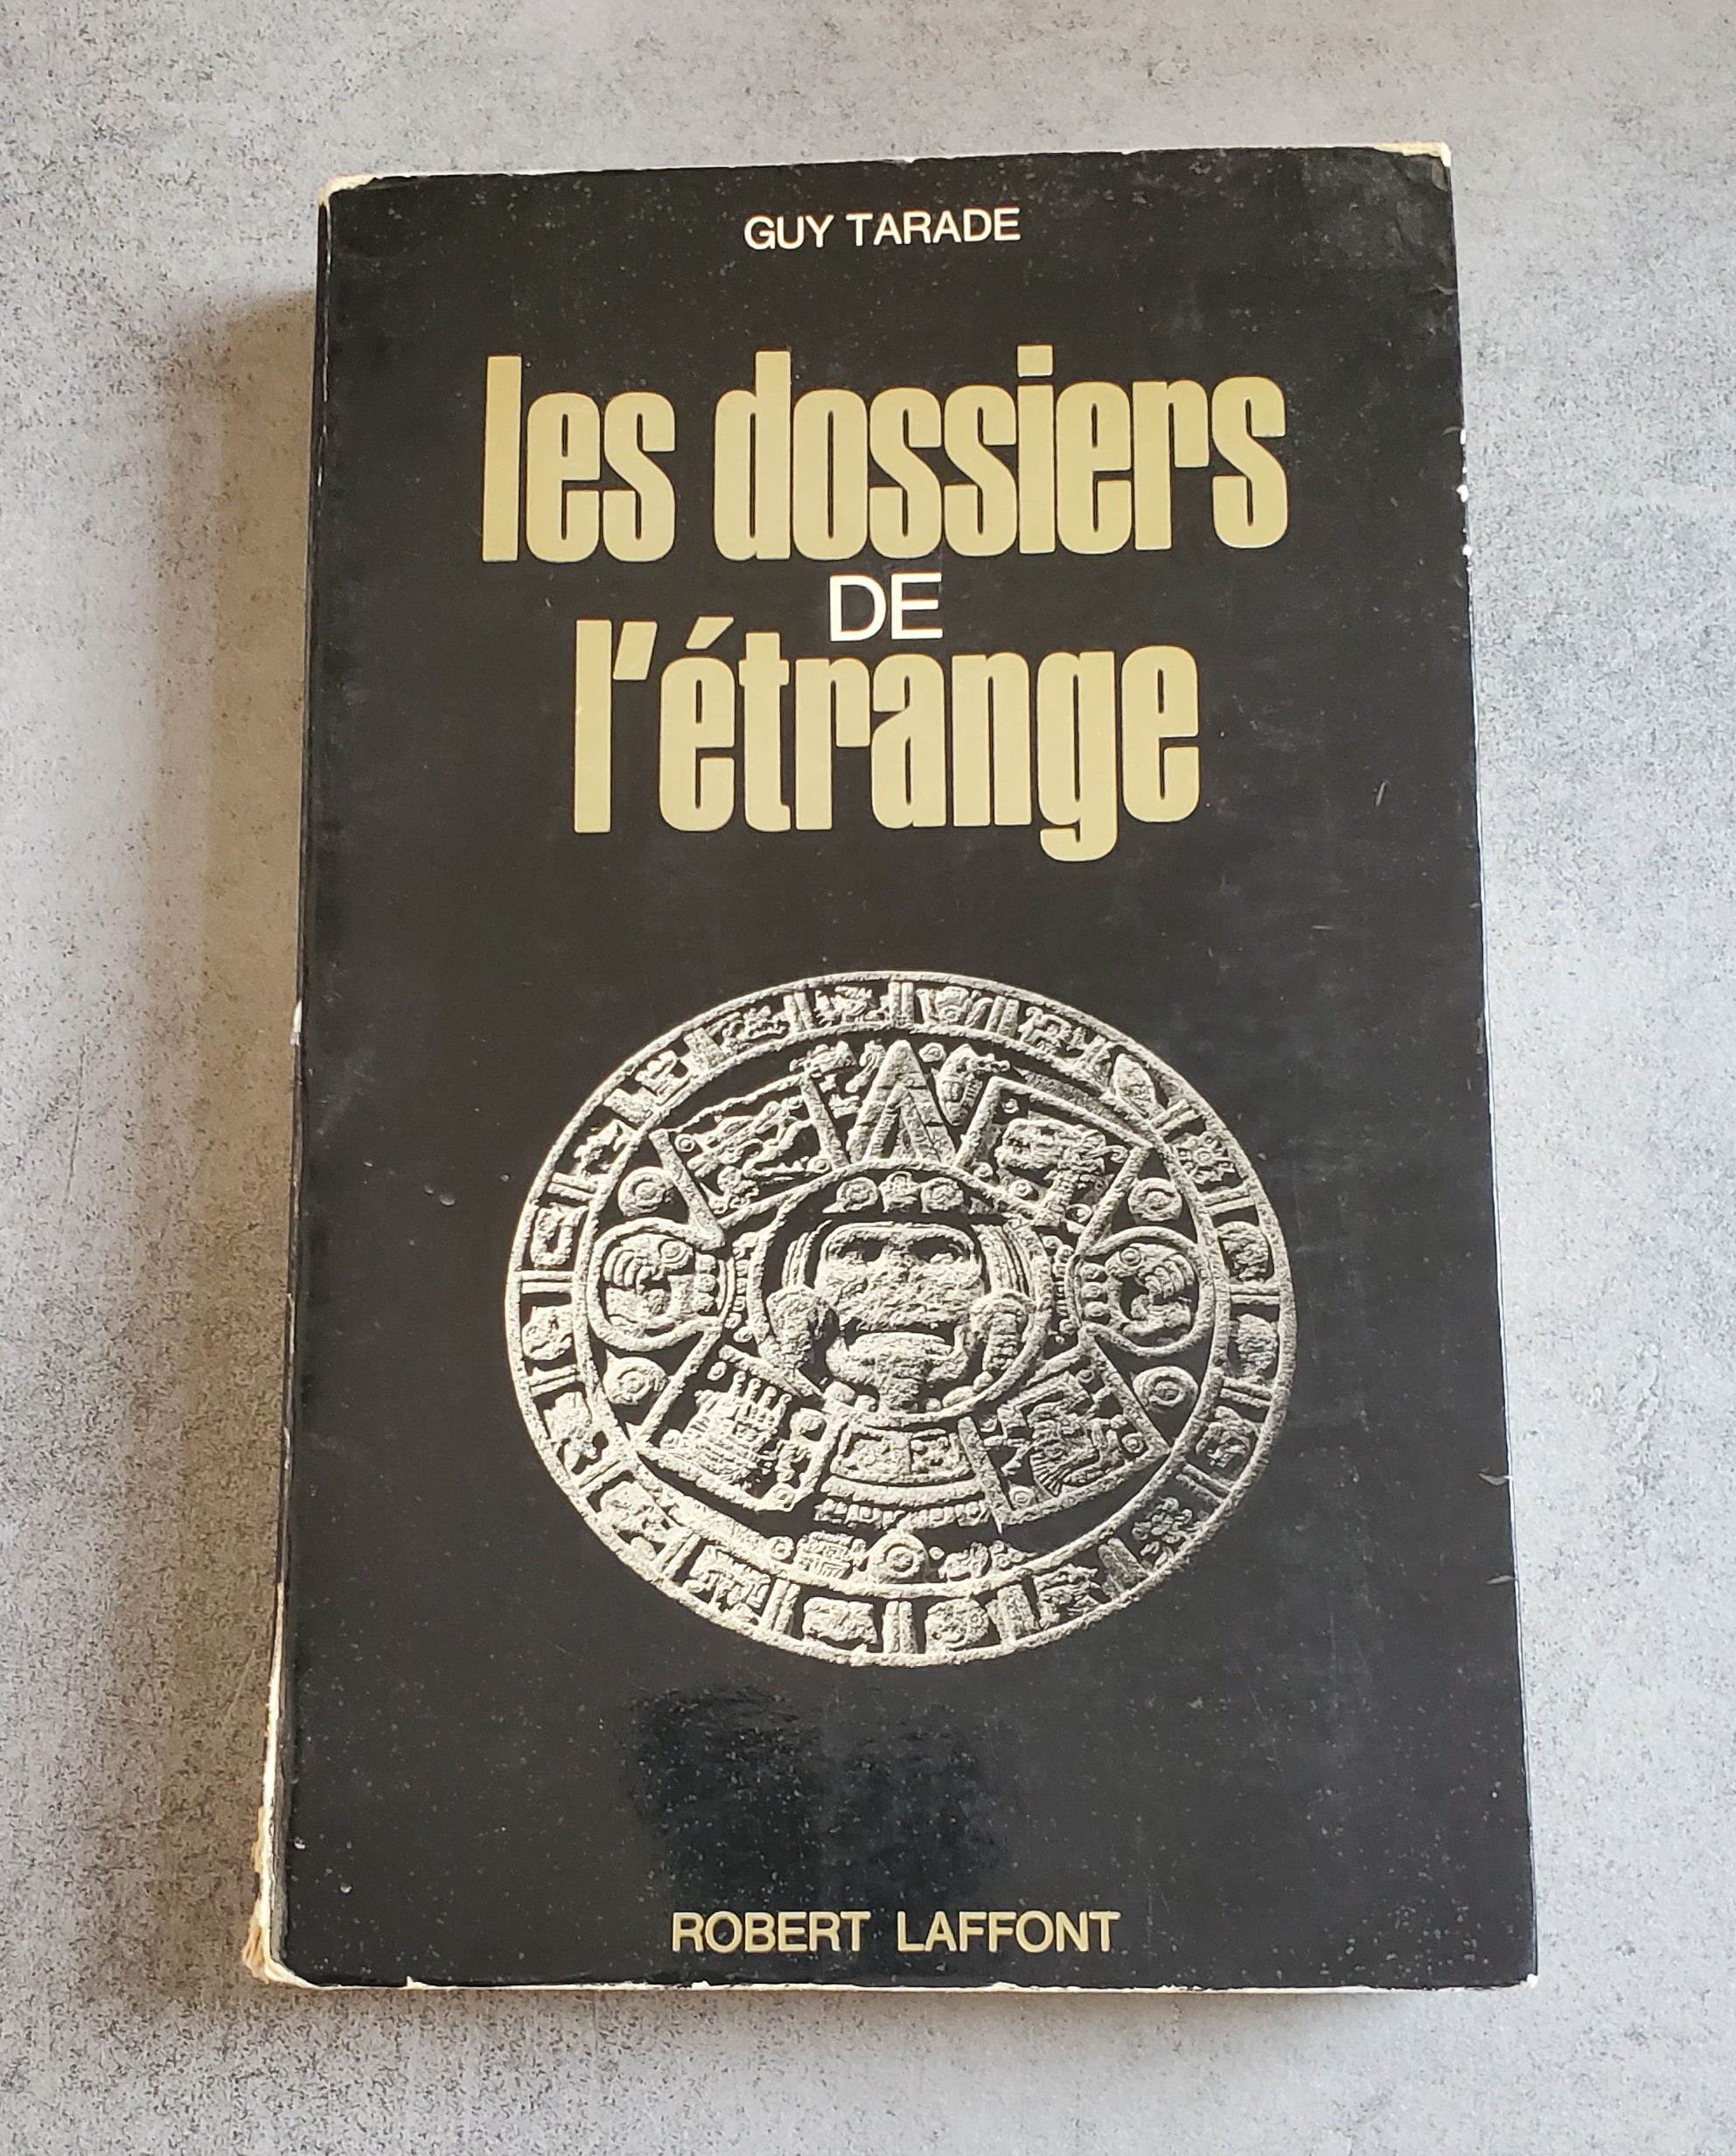 GUY TARADE
les dossiers
DE
l'étrange
ROBERT LAFFONT